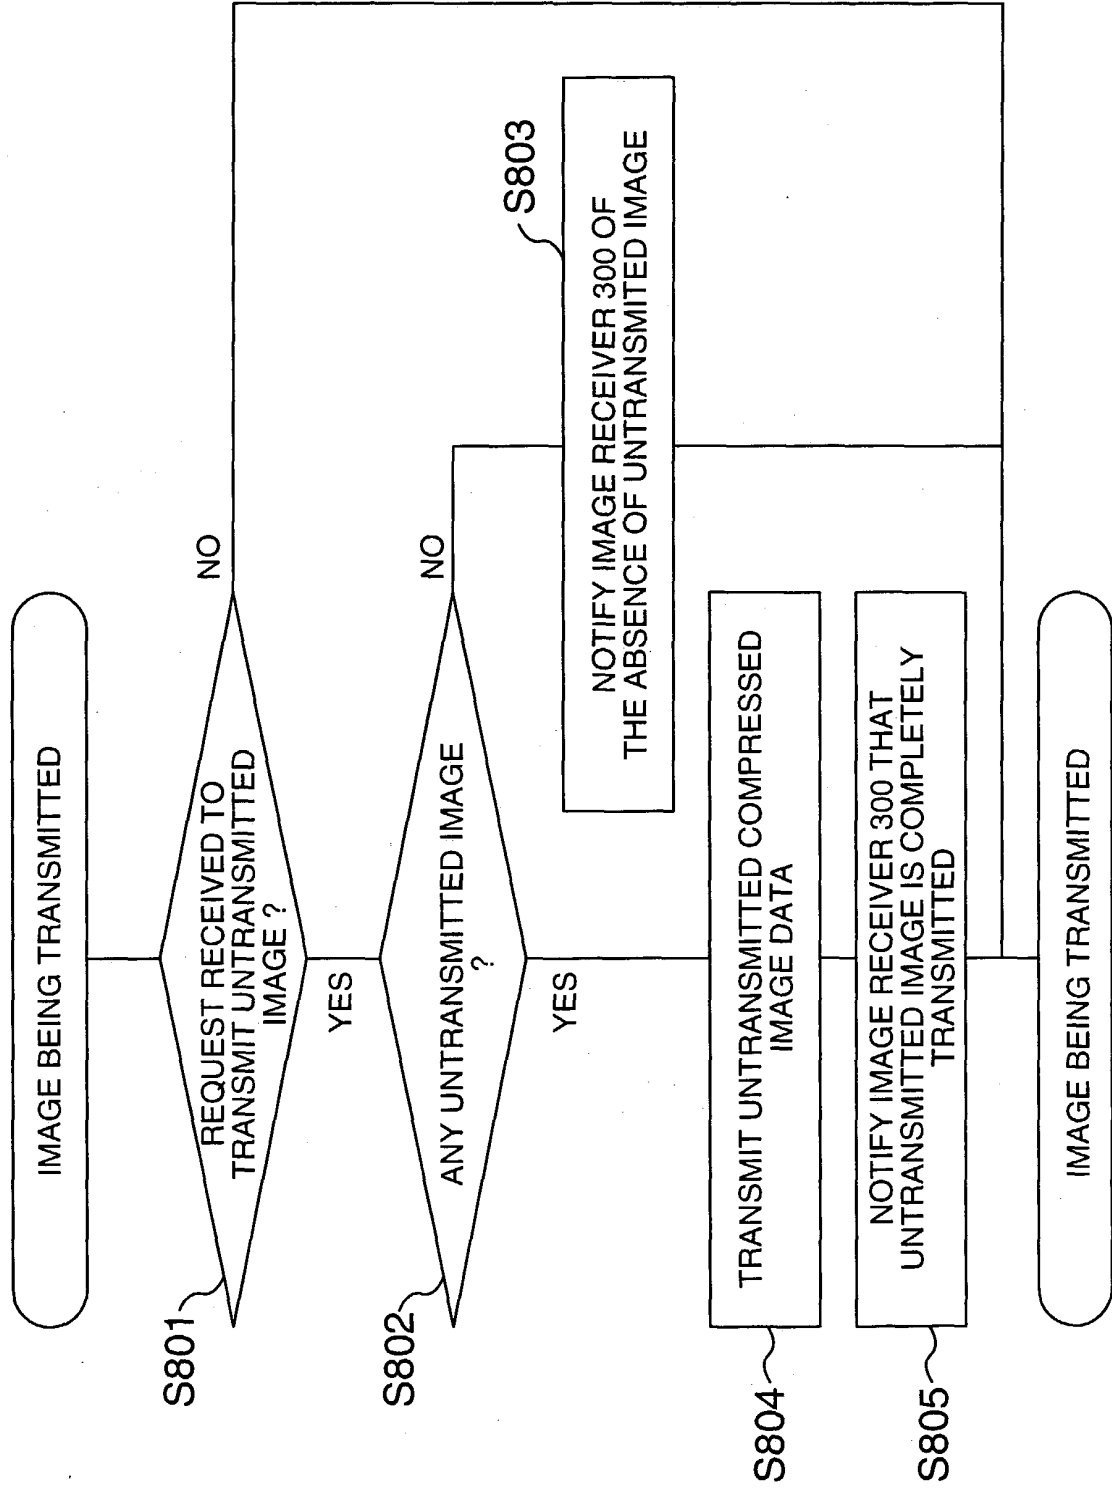 IMAGE BEING TRANSMITTED
S801
REQUEST RECEIVED TO
TRANSMIT UNTRANSMITTED
IMAGE ?
NO
YES
S802
ANY UNTRANSMITTED IMAGE
?
NO
YES
S803
NOTIFY IMAGE RECEIVER 300 OF
THE ABSENCE OF UNTRANSMITED IMAGE
S804
TRANSMIT UNTRANSMITTED COMPRESSED
IMAGE DATA
S805
NOTIFY IMAGE RECEIVER 300 THAT
UNTRANSMITTED IMAGE IS COMPLETELY
TRANSMITTED
IMAGE BEING TRANSMITTED